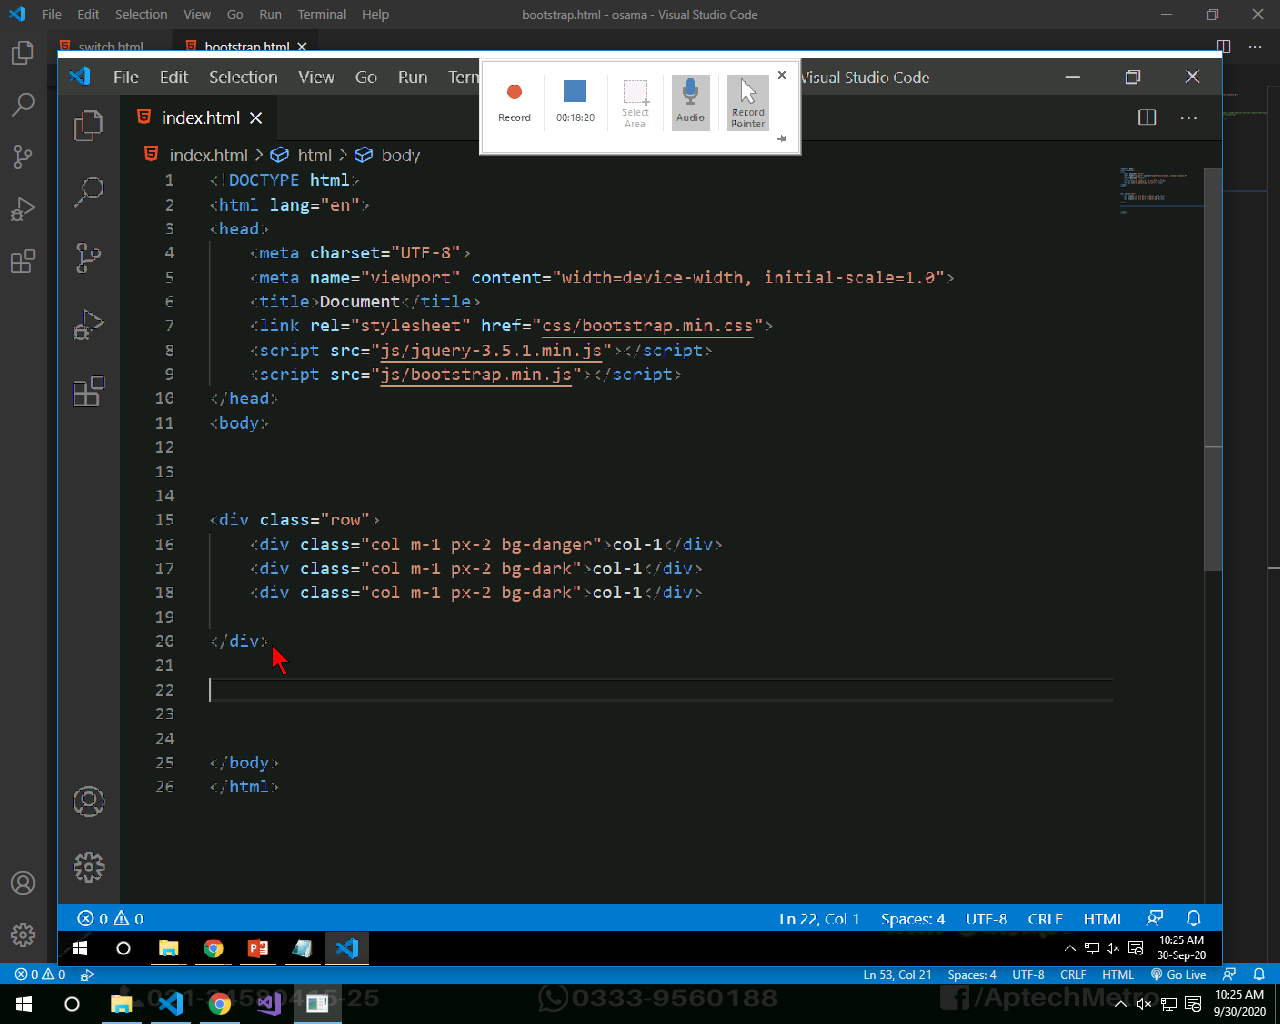 File Edit Selection View Go Run Terminal Help
bootstrap.html - osama - Visual Studio Code
switch.html
bootstrap.html
File Edit Selection View Go Run Term
Visual Studio Code
Record
00:18:20
Select Area
Audio
Record Pointer
index.html
index.html > html > body
1 <!DOCTYPE html>
2 <html lang="en">
3 <head>
4 <meta charset="UTF-8">
5 <meta name="viewport" content="width=device-width, initial-scale=1.0">
6 <title>Document</title>
7 <link rel="stylesheet" href="css/bootstrap.min.css">
8 <script src="js/jquery-3.5.1.min.js"></script>
9 <script src="js/bootstrap.min.js"></script>
10 </head>
11 <body>
12
13
14
15 <div class="row">
16 <div class="col m-1 px-2 bg-danger">col-1</div>
17 <div class="col m-1 px-2 bg-dark">col-1</div>
18 <div class="col m-1 px-2 bg-dark">col-1</div>
19
20 </div>
21
22
23
24
25 </body>
26 </html>
0 0
Ln 22, Col 1 Spaces: 4 UTF-8 CRLF HTML
10:25 AM
30-Sep-20
0 0
Ln 53, Col 21 Spaces: 4 UTF-8 CRLF HTML Go Live
0333-9560188
/AptechMetro
10:25 AM
9/30/2020